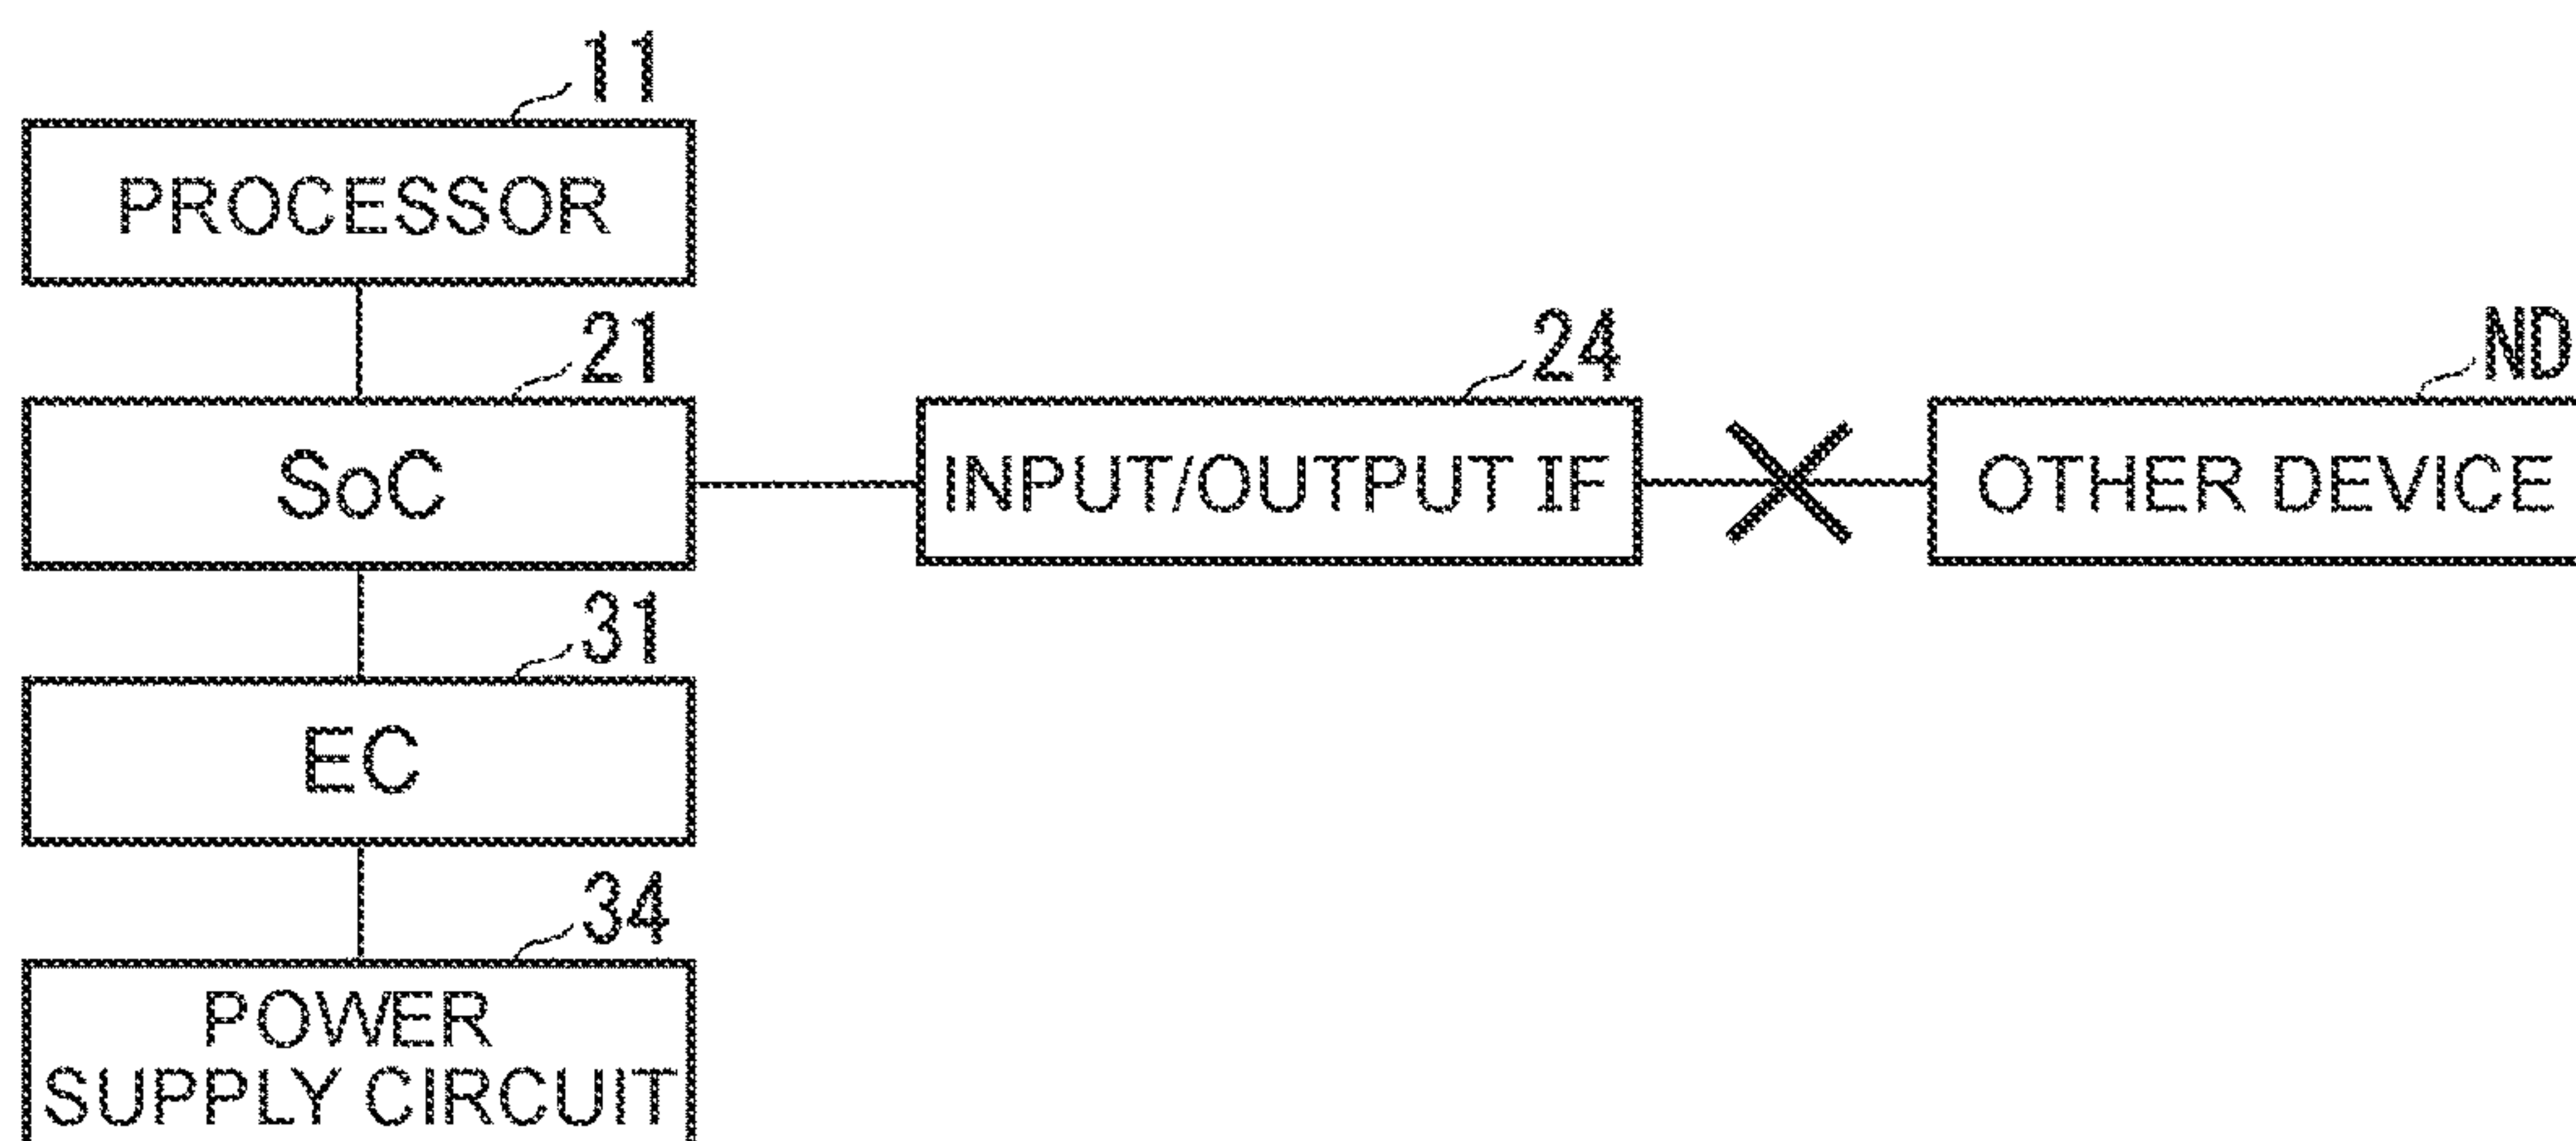 11
PROCESSOR
21
24
ND
SoC
INPUT/OUTPUT IF
OTHER DEVICE
31
EC
34
POWER
SUPPLY CIRCUIT